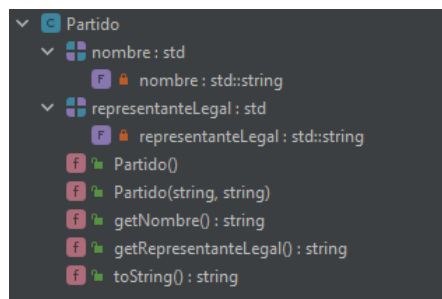 Partido
nombre : std
nombre : std::string
representanteLegal : std
representanteLegal : std::string
Partido()
Partido(string, string)
getNombre() : string
getRepresentanteLegal() : string
toString() : string